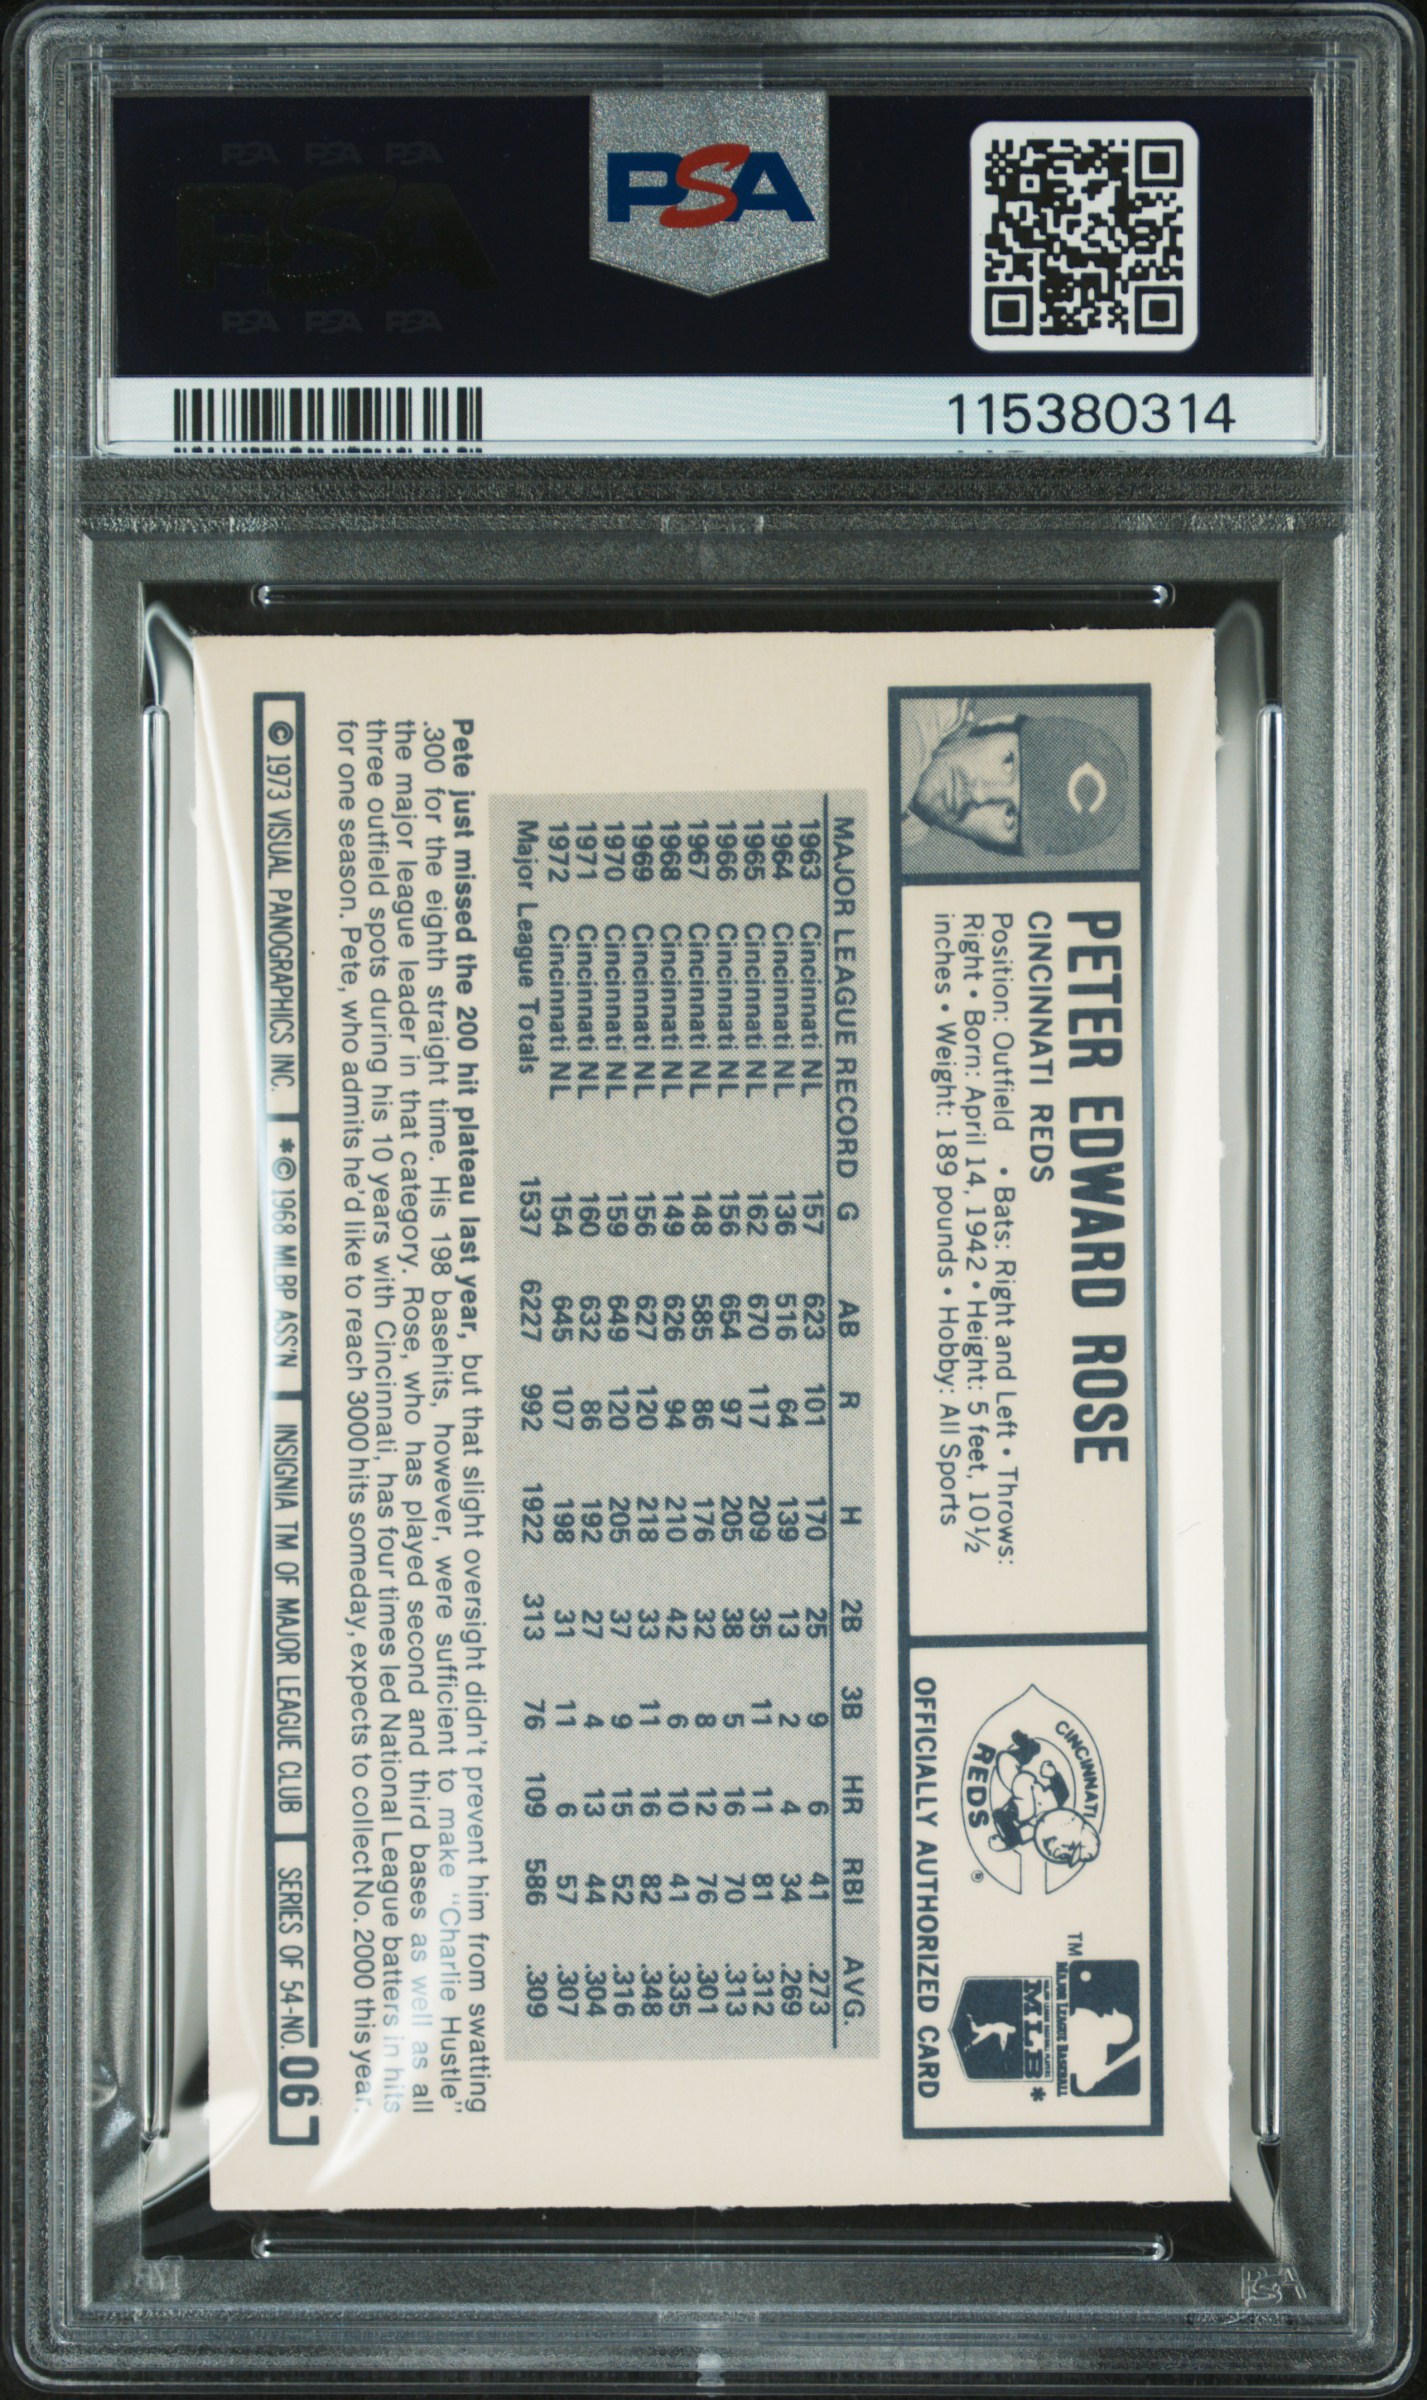 PSA PSA PSA
PSA
PSA PSA PSA
PSA
115380314
PETER EDWARD ROSE
CINCINNATI REDS
Position: Outfield • Bats: Right and Left • Throws:
Right • Born: April 14, 1942 • Height: 5 feet, 10½
inches • Weight: 189 pounds • Hobby: All Sports
CINCINNATI
REDS
®
TM
MAJOR LEAGUE BASEBALL
MLB*
OFFICIALLY AUTHORIZED CARD
MAJOR LEAGUE RECORD G AB R H 2B 3B HR RBI AVG.
1963 Cincinnati NL 157 623 101 170 25 9 6 41 .273
1964 Cincinnati NL 136 516 64 139 13 2 4 34 .269
1965 Cincinnati NL 162 670 117 209 35 11 11 81 .312
1966 Cincinnati NL 156 654 97 205 38 5 16 70 .313
1967 Cincinnati NL 148 585 86 176 32 8 12 76 .301
1968 Cincinnati NL 149 626 94 210 42 6 10 41 .335
1969 Cincinnati NL 156 627 120 218 33 11 16 82 .348
1970 Cincinnati NL 159 649 120 205 37 9 15 52 .316
1971 Cincinnati NL 160 632 86 192 27 4 13 44 .304
1972 Cincinnati NL 154 645 107 198 31 11 6 57 .307
Major League Totals 1537 6227 992 1922 313 76 109 586 .309
Pete just missed the 200 hit plateau last year, but that slight oversight didn't prevent him from swatting
.300 for the eighth straight time. His 198 basehits, however, were sufficient to make "Charlie Hustle"
the major league leader in that category. Rose, who has played second and third bases as well as all
three outfield spots during his 10 years with Cincinnati, has four times led National League batters in hits
for one season. Pete, who admits he'd like to reach 3000 hits someday, expects to collect No. 2000 this year.
© 1973 VISUAL PANOGRAPHICS INC. *© 1968 MLBP ASS'N INSIGNIA TM OF MAJOR LEAGUE CLUB SERIES OF 54-NO. 06
PSA